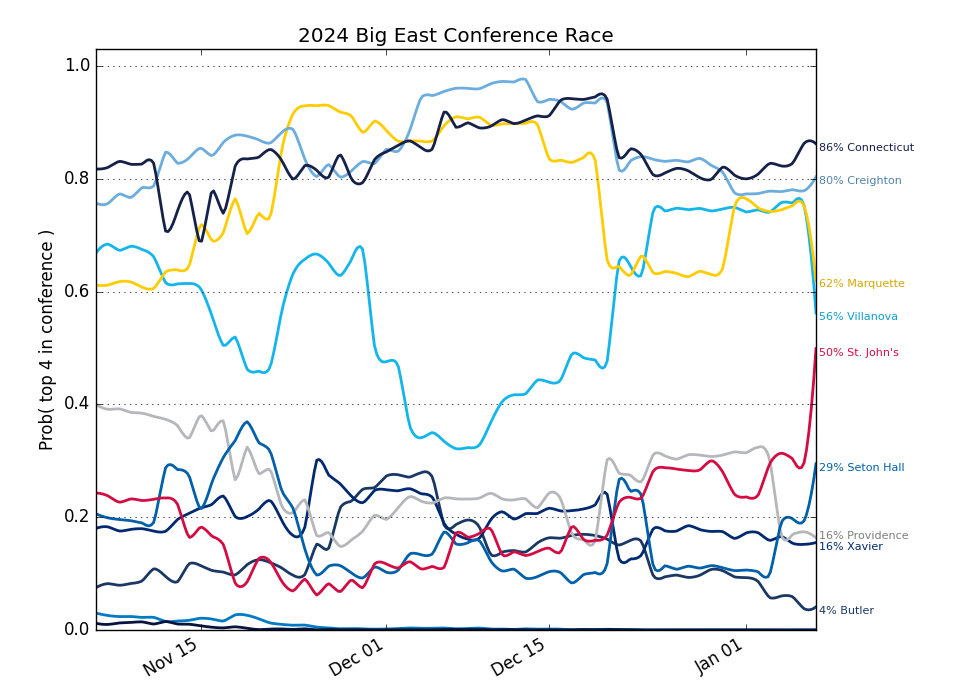 2024 Big East Conference Race
Prob( top 4 in conference )
1.0
0.8
0.6
0.4
0.2
0.0
Nov 15
Dec 01
Dec 15
Jan 01
86% Connecticut
80% Creighton
62% Marquette
56% Villanova
50% St. John's
29% Seton Hall
16% Providence
16% Xavier
4% Butler